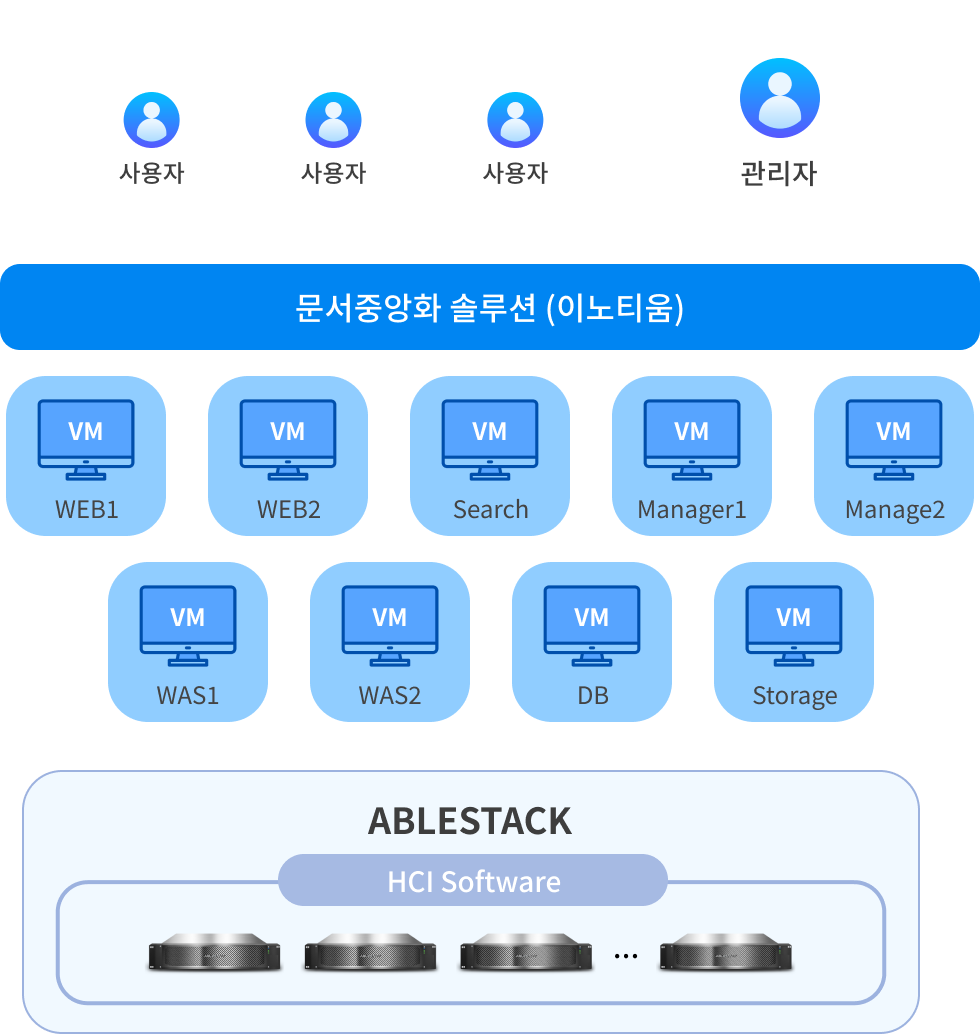 사용자
사용자
사용자
관리자
문서중앙화 솔루션 (이노티움)
VM
WEB1
VM
WEB2
VM
Search
VM
Manager1
VM
Manage2
VM
WAS1
VM
WAS2
VM
DB
VM
Storage
ABLESTACK
HCI Software
...